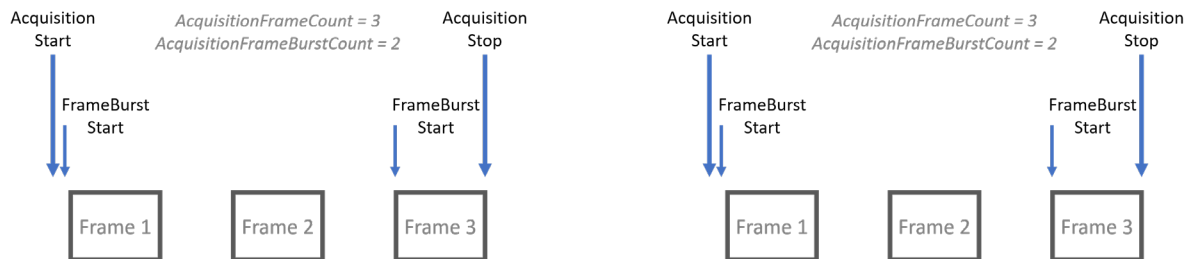 Acquisition
Start
AcquisitionFrameCount = 3
AcquisitionFrameBurstCount = 2
Acquisition
Stop
FrameBurst
Start
FrameBurst
Start
Frame 1
Frame 2
Frame 3
Acquisition
Start
AcquisitionFrameCount = 3
AcquisitionFrameBurstCount = 2
Acquisition
Stop
FrameBurst
Start
FrameBurst
Start
Frame 1
Frame 2
Frame 3